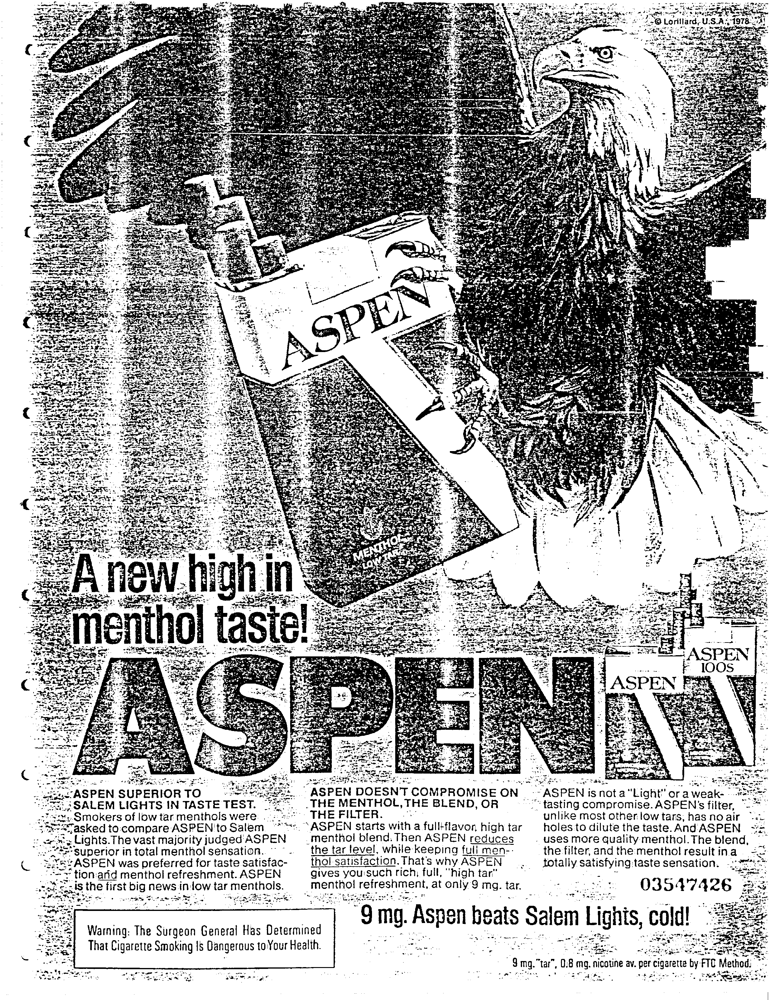 © Lorillard, U.S.A., 1978
ASPEN
MENTHOL
A new high in
menthol taste!
ASPEN
ASPEN
ASPEN
100s
ASPEN SUPERIOR TO
SALEM LIGHTS IN TASTE TEST.
Smokers of low tar menthols were
asked to compare ASPEN to Salem
Lights. The vast majority judged ASPEN
superior in total menthol sensation.
ASPEN was preferred for taste satisfac-
tion and menthol refreshment. ASPEN
is the first big news in low tar menthols.
ASPEN DOESN'T COMPROMISE ON
THE MENTHOL, THE BLEND, OR
THE FILTER.
ASPEN starts with a full-flavor, high tar
menthol blend. Then ASPEN reduces
the tar level, while keeping full men-
thol satisfaction. That's why ASPEN
gives you such rich, full, "high tar"
menthol refreshment, at only 9 mg. tar.
ASPEN is not a "Light" or a weak-
tasting compromise. ASPEN's filter,
unlike most other low tars, has no air
holes to dilute the taste. And ASPEN
uses more quality menthol. The blend,
the filter, and the menthol result in a
totally satisfying taste sensation.
03547426
9 mg. Aspen beats Salem Lights, cold!
Warning: The Surgeon General Has Determined
That Cigarette Smoking Is Dangerous to Your Health.
9 mg. "tar", 0.8 mg. nicotine av. per cigarette by FTC Method.